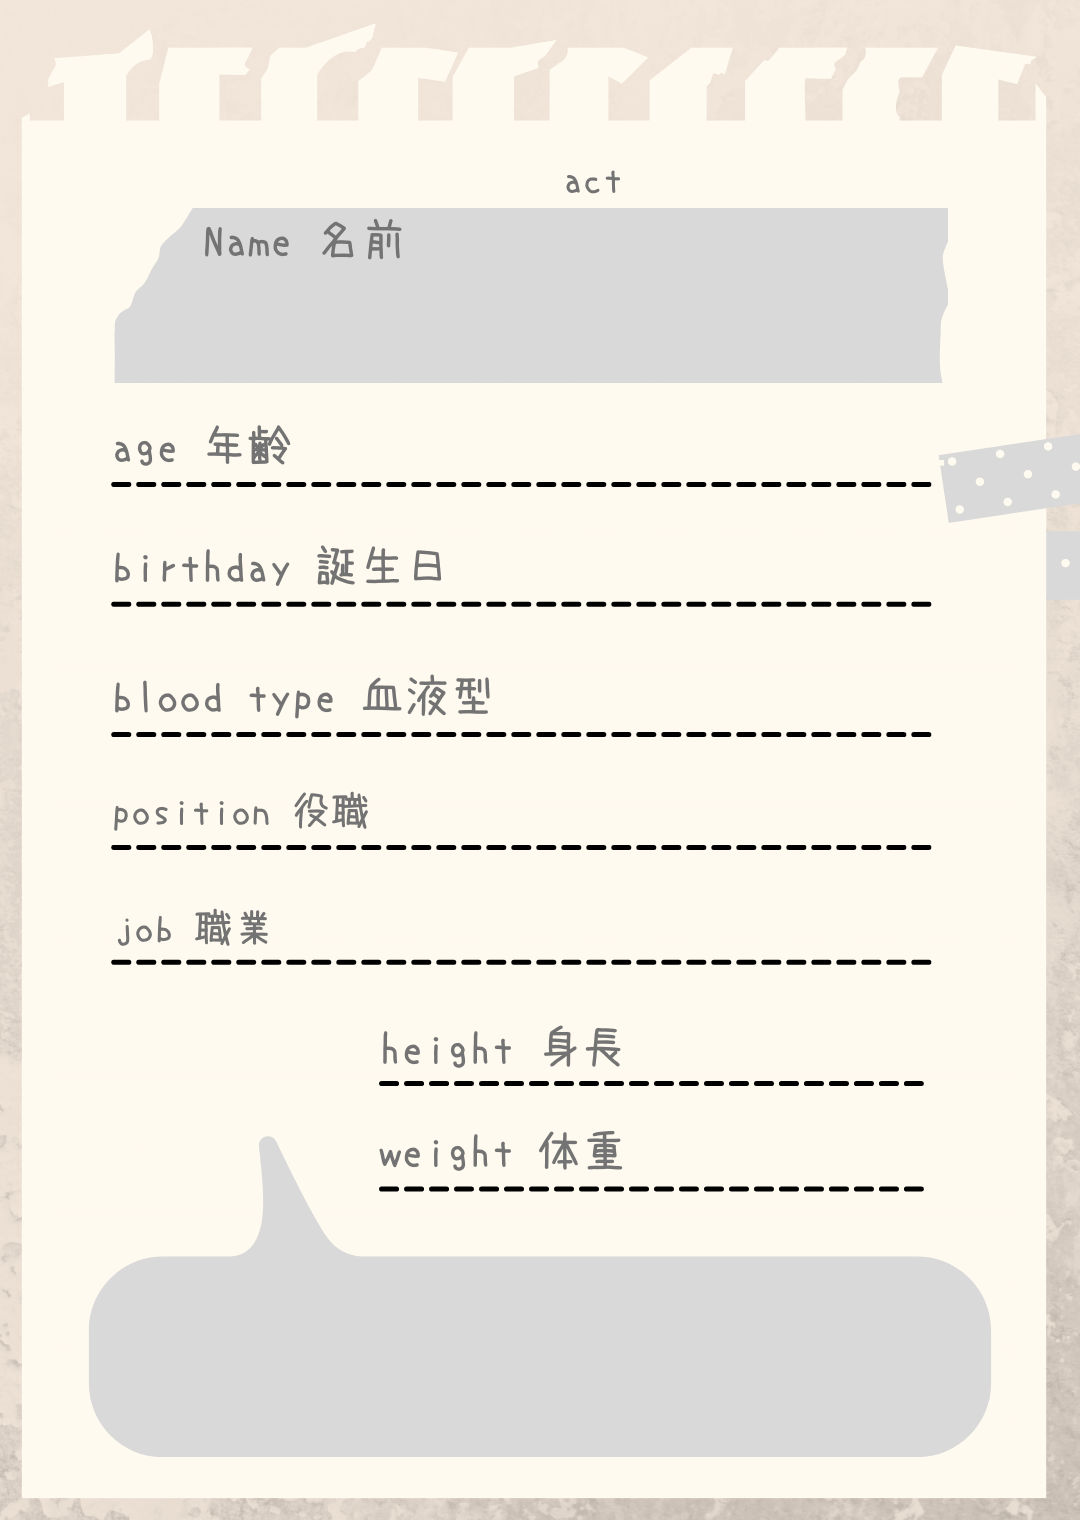 act
Name 名前
age 年齢
birthday 誕生日
blood type 血液型
position 役職
job 職業
height 身長
weight 体重